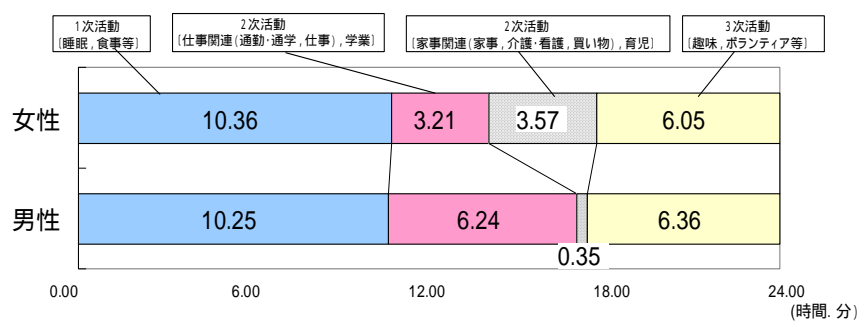 1次活動
〔睡眠,食事等〕
2次活動
〔仕事関連(通勤・通学,仕事),学業〕
2次活動
〔家事関連(家事,介護・看護,買い物),育児〕
3次活動
〔趣味,ボランティア等〕
女性
10.36
3.21
3.57
6.05
男性
10.25
6.24
0.35
6.36
0.00
6.00
12.00
18.00
24.00
(時間.分)